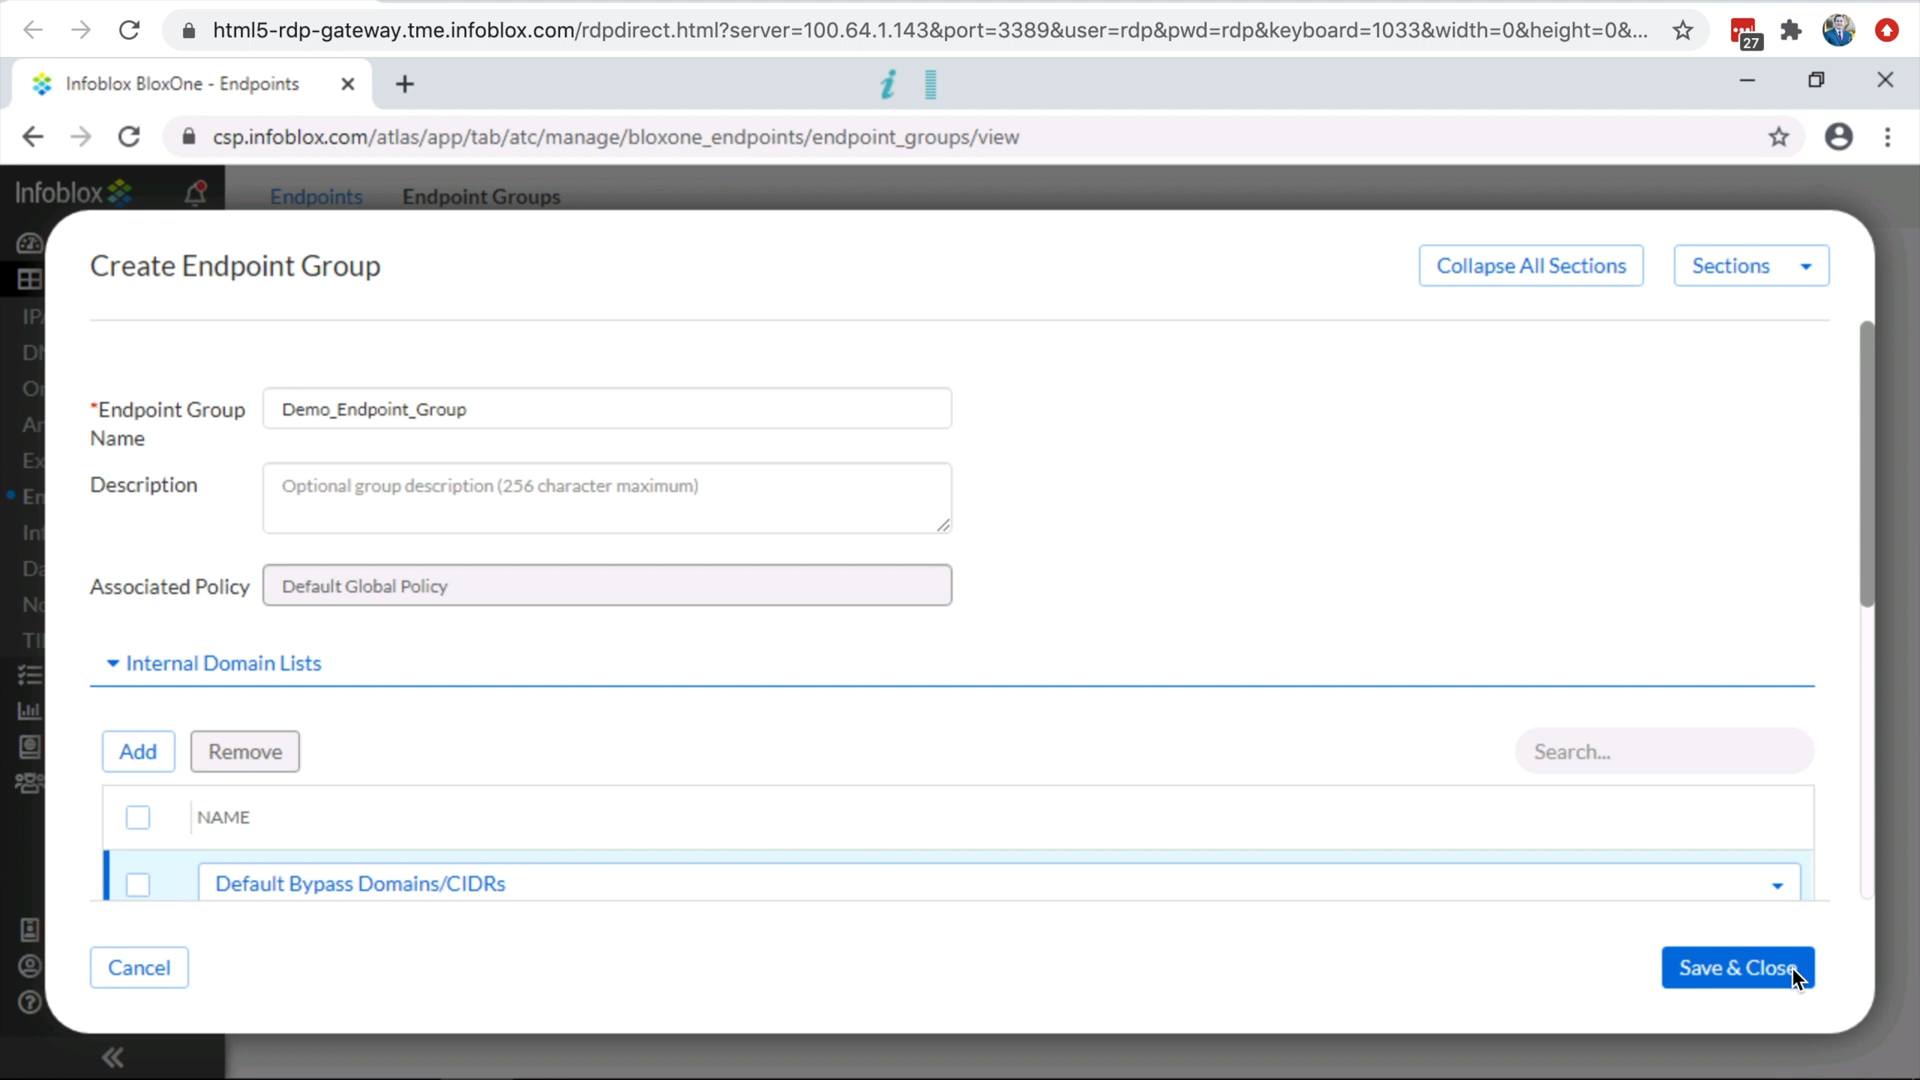 html5-rdp-gateway.tme.infoblox.com/rdpdirect.html?server=100.64.1.143&port=3389&user=rdp&pwd=rdp&keyboard=1033&width=0&height=0&...
27
Infoblox BloxOne - Endpoints
csp.infoblox.com/atlas/app/tab/atc/manage/bloxone_endpoints/endpoint_groups/view
Infoblox
Endpoints
Endpoint Groups
Create Endpoint Group
Collapse All Sections
Sections
*Endpoint Group
Name
Demo_Endpoint_Group
Description
Optional group description (256 character maximum)
Associated Policy
Default Global Policy
Internal Domain Lists
Add
Remove
Search...
NAME
Default Bypass Domains/CIDRs
Cancel
Save & Close